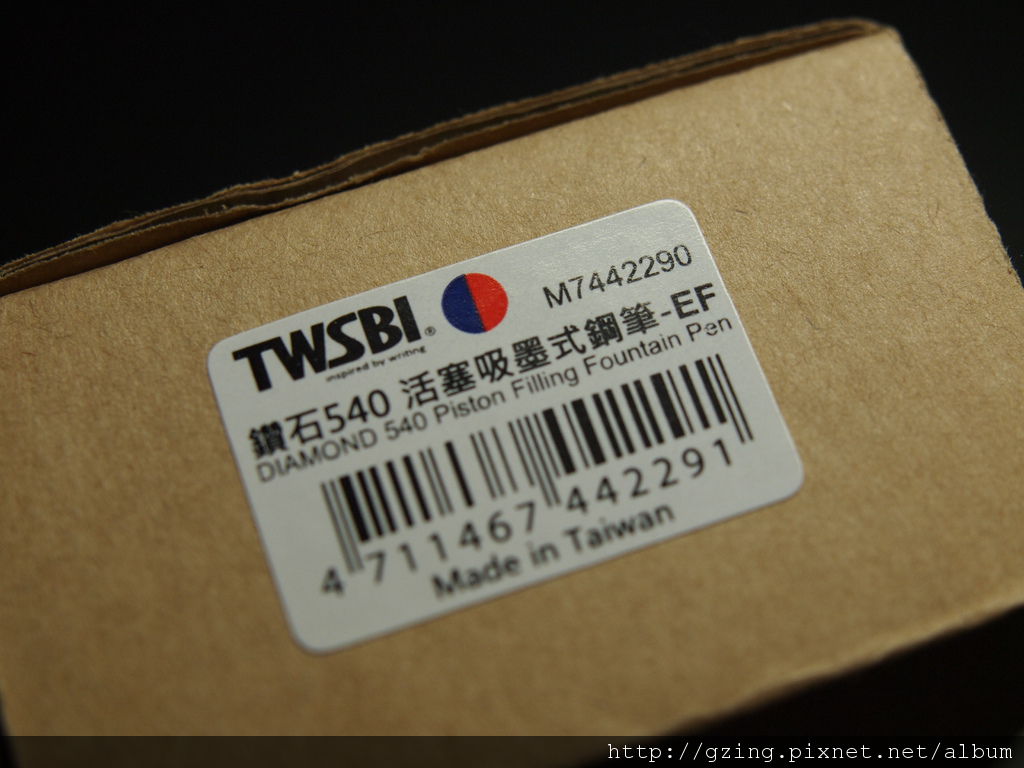 TWSBI®
inspired by writing
M7442290
鑽石540 活塞吸墨式鋼筆-EF
DIAMOND 540 Piston Filling Fountain Pen
4 711467 442291
Made in Taiwan
http://gzing.pixnet.net/album